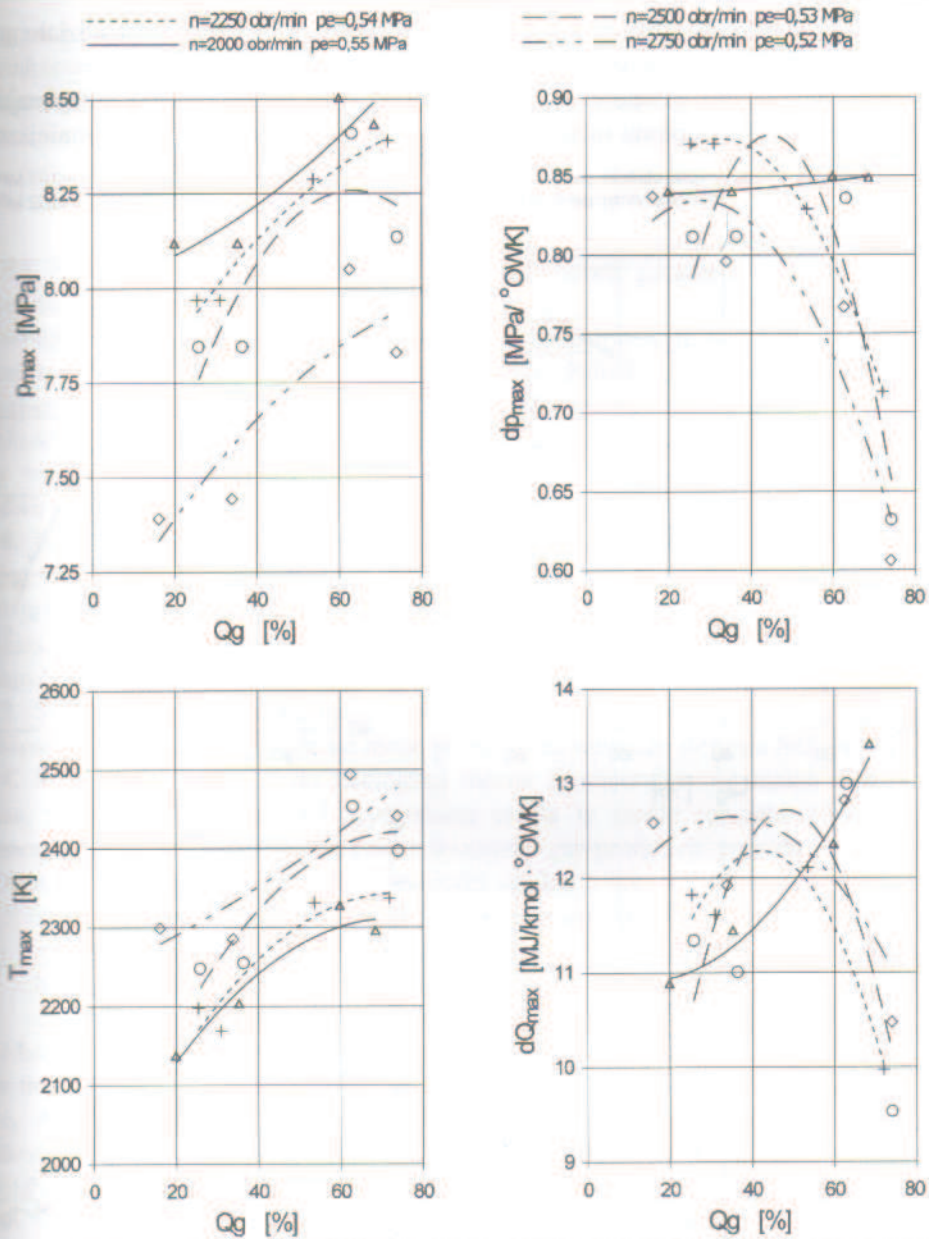 n=2250 obr/min pe=0,54 MPa
n=2000 obr/min pe=0,55 MPa
n=2500 obr/min pe=0,53 MPa
n=2750 obr/min pe=0,52 MPa
8.50
8.25
8.00
7.75
7.50
7.25
pmax [MPa]
0 20 40 60 80
Qg [%]
0.90
0.85
0.80
0.75
0.70
0.65
0.60
dpmax [MPa/°OWK]
0 20 40 60 80
Qg [%]
2600
2500
2400
2300
2200
2100
2000
Tmax [K]
0 20 40 60 80
Qg [%]
14
13
12
11
10
9
dQmax [MJ/kmol·°OWK]
0 20 40 60 80
Qg [%]